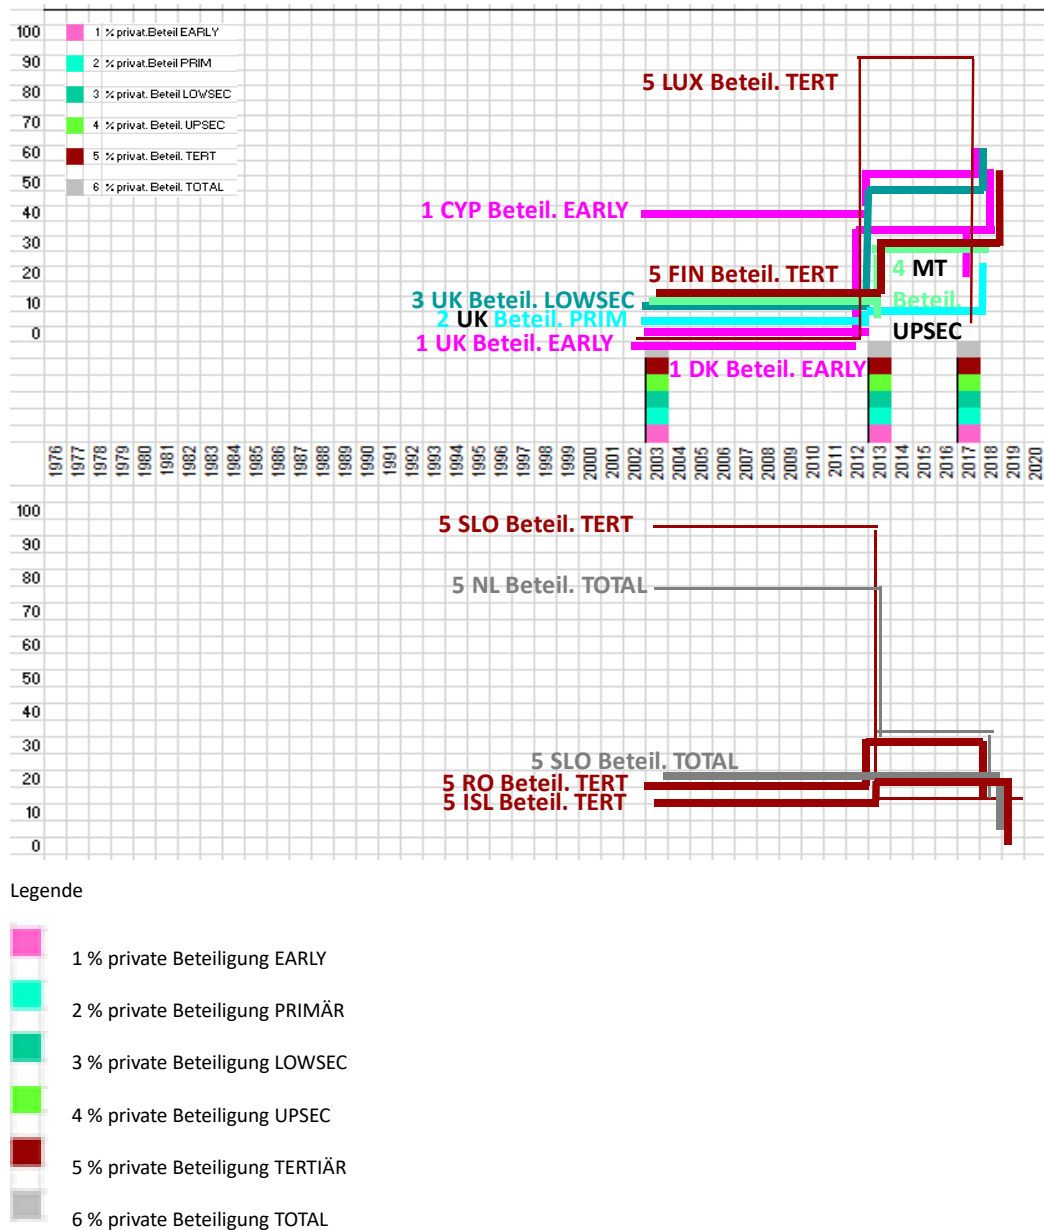 100
90
80
70
60
50
40
30
20
10
0
1 % privat.Beteil EARLY
2 % privat.Beteil PRIM
3 % privat. Beteil LOWSEC
4 % privat. Beteil. UPSEC
5 % privat. Beteil. TERT
6 % privat. Beteil. TOTAL
5 LUX Beteil. TERT
1 CYP Beteil. EARLY
5 FIN Beteil. TERT
4 MT
Beteil.
UPSEC
3 UK Beteil. LOWSEC
2 UK Beteil. PRIM
1 UK Beteil. EARLY
1 DK Beteil. EARLY
1976 1977 1978 1979 1980 1981 1982 1983 1984 1985 1986 1987 1988 1989 1990 1991 1992 1993 1994 1995 1996 1997 1998 1999 2000 2001 2002 2003 2004 2005 2006 2007 2008 2009 2010 2011 2012 2013 2014 2015 2016 2017 2018 2019 2020
100
90
80
70
60
50
40
30
20
10
0
5 SLO Beteil. TERT
5 NL Beteil. TOTAL
5 SLO Beteil. TOTAL
5 RO Beteil. TERT
5 ISL Beteil. TERT
Legende
1 % private Beteiligung EARLY
2 % private Beteiligung PRIMÄR
3 % private Beteiligung LOWSEC
4 % private Beteiligung UPSEC
5 % private Beteiligung TERTIÄR
6 % private Beteiligung TOTAL